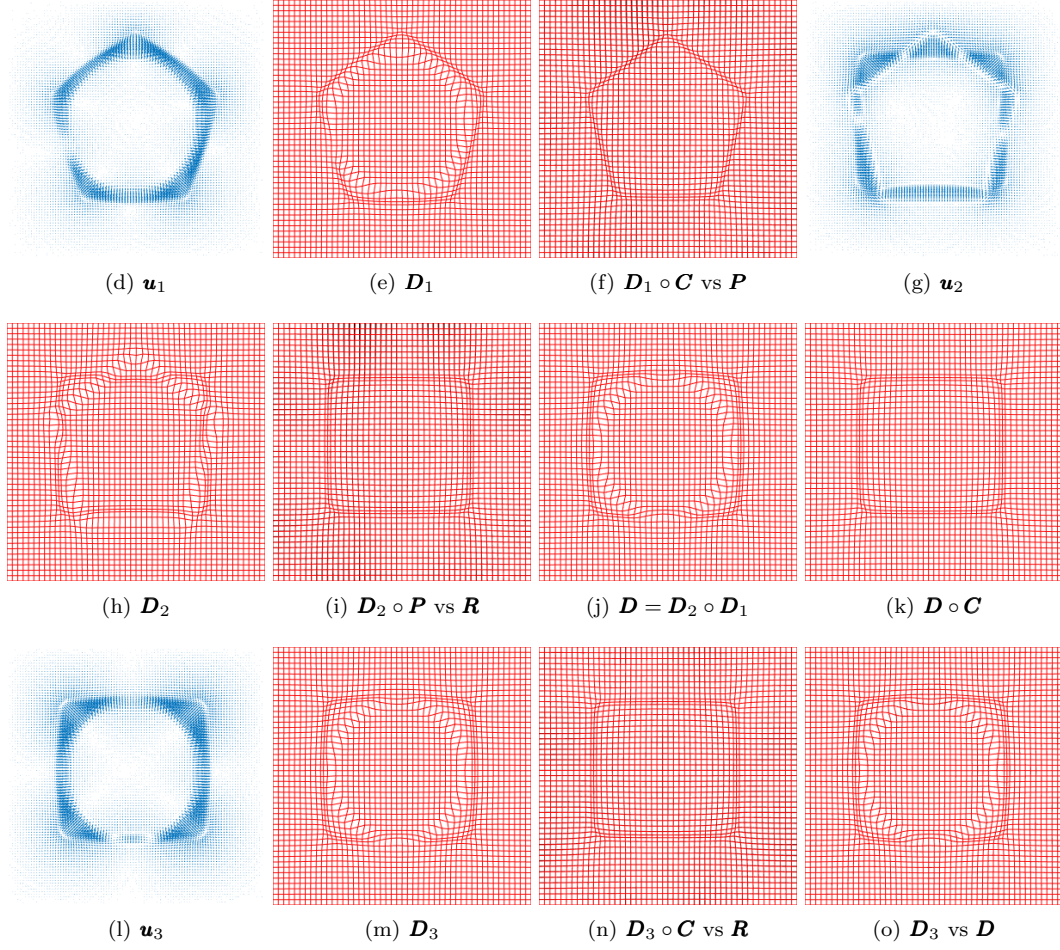 (d) u₁
(e) D₁
(f) D₁ ∘ C vs P
(g) u₂
(h) D₂
(i) D₂ ∘ P vs R
(j) D = D₂ ∘ D₁
(k) D ∘ C
(l) u₃
(m) D₃
(n) D₃ ∘ C vs R
(o) D₃ vs D